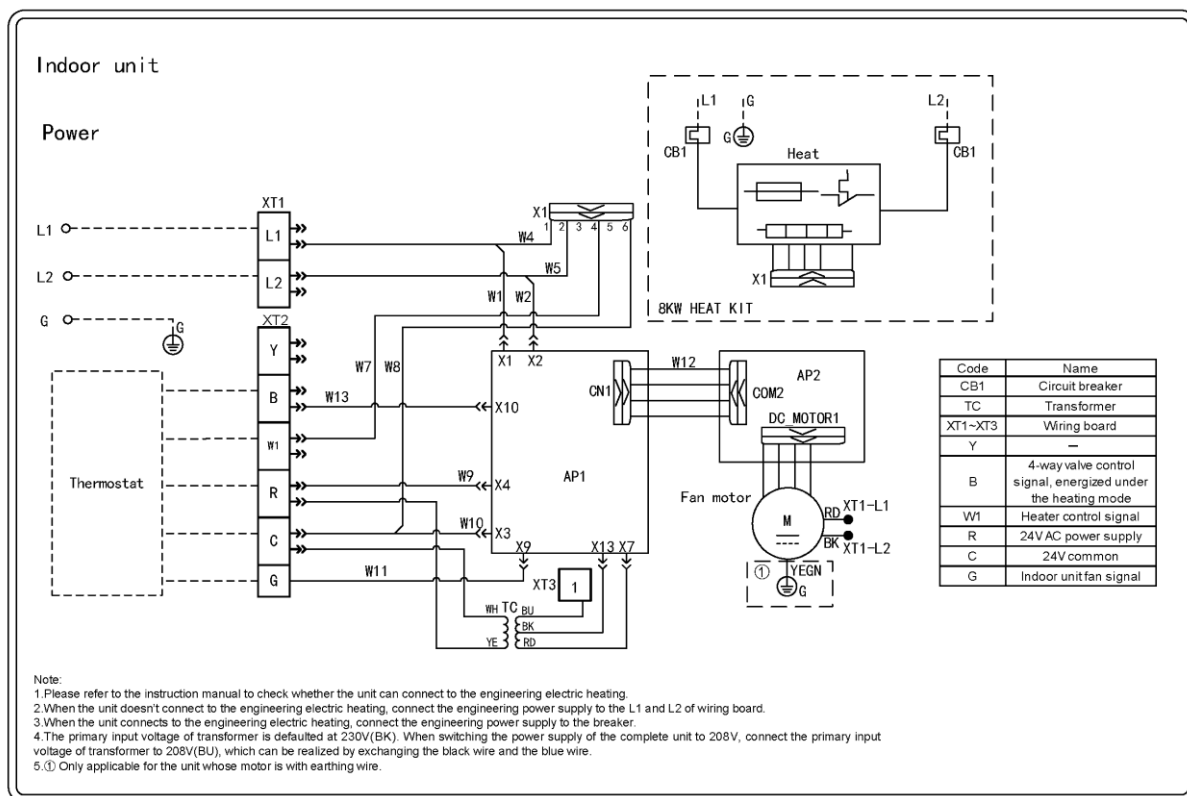 Indoor unit
Power
XT1
L1
L1
L2
L2
G
G
XT2
Y
B
W1
R
C
G
Thermostat
W13
W7
W8
W9
W10
W11
W4
W5
W1
W2
X1
1 2 3 4 5 6
X1 X2
X10
X4
X3
AP1
X9 X13 X7
CN1
XT3
1
WH TC BU
BK
YE RD
W12
COM2
AP2
DC_MOTOR1
Fan motor
M
RD XT1-L1
BK XT1-L2
① YEGN
G
L1 G L2
G
CB1 CB1
Heat
X1
8KW HEAT KIT
Code Name
CB1 Circuit breaker
TC Transformer
XT1~XT3 Wiring board
Y —
B 4-way valve control
signal, energized under
the heating mode
W1 Heater control signal
R 24V AC power supply
C 24V common
G Indoor unit fan signal
Note:
1.Please refer to the instruction manual to check whether the unit can connect to the engineering electric heating.
2.When the unit doesn't connect to the engineering electric heating, connect the engineering power supply to the L1 and L2 of wiring board.
3.When the unit connects to the engineering electric heating, connect the engineering power supply to the breaker.
4.The primary input voltage of transformer is defaulted at 230V(BK). When switching the power supply of the complete unit to 208V, connect the primary input
voltage of transformer to 208V(BU), which can be realized by exchanging the black wire and the blue wire.
5.① Only applicable for the unit whose motor is with earthing wire.